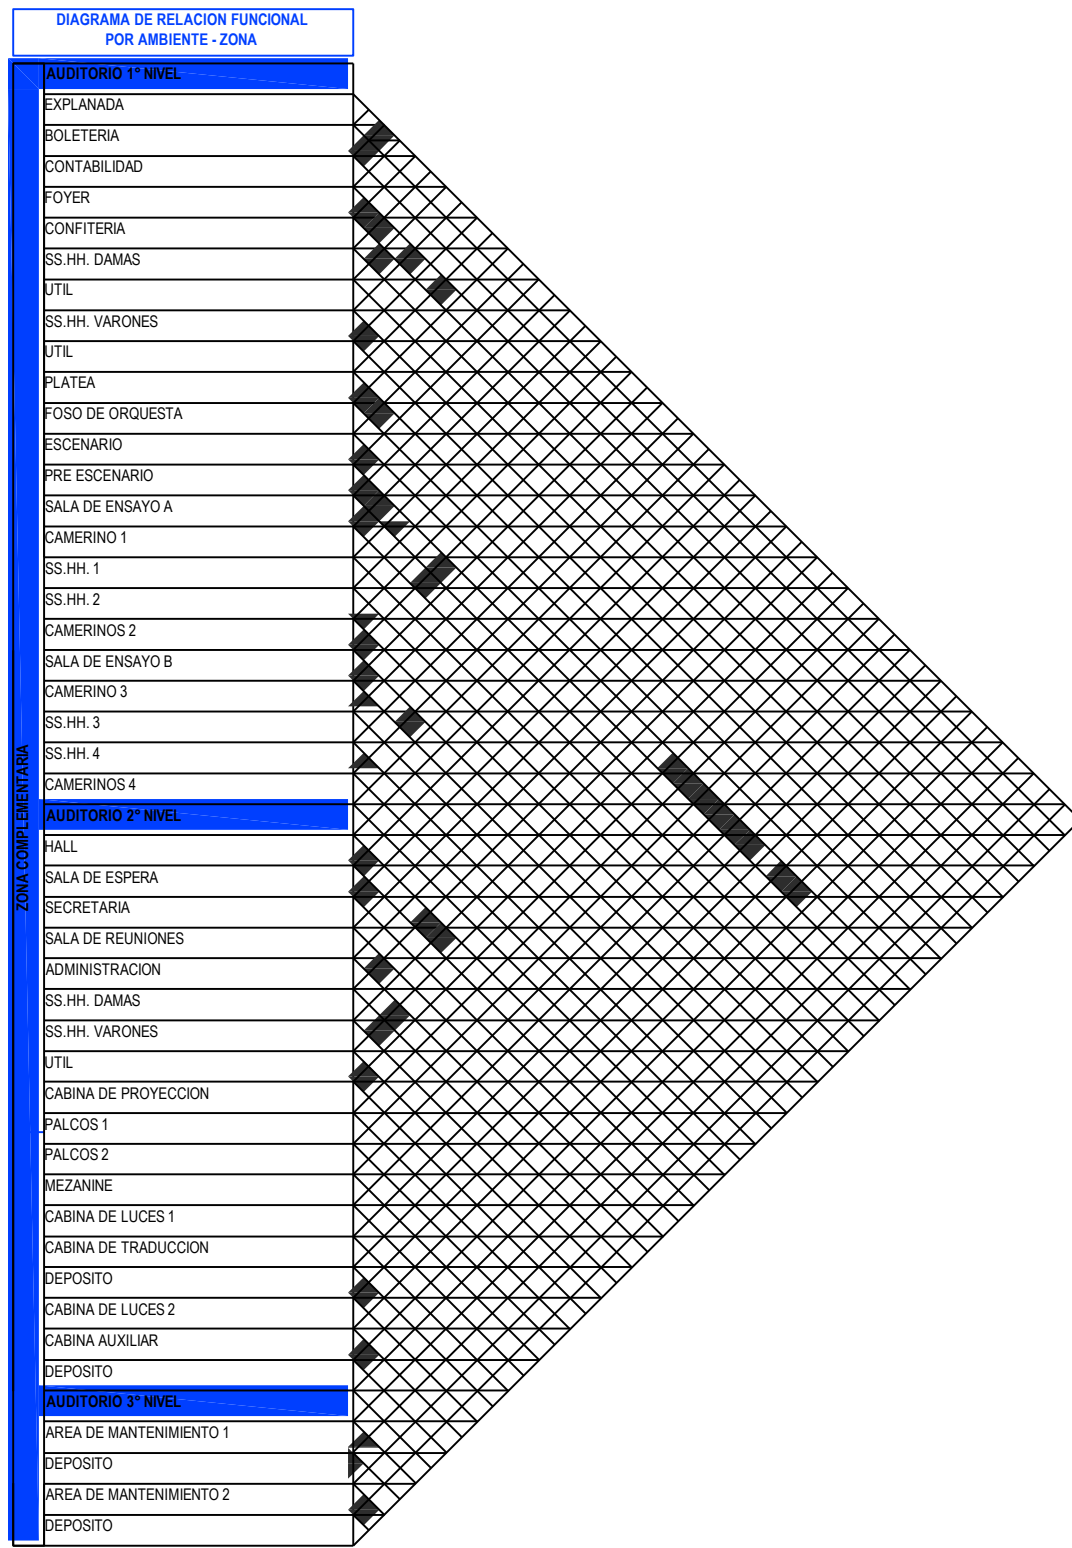 DIAGRAMA DE RELACION FUNCIONAL
POR AMBIENTE - ZONA
ZONA COMPLEMENTARIA
AUDITORIO 1° NIVEL
EXPLANADA
BOLETERIA
CONTABILIDAD
FOYER
CONFITERIA
SS.HH. DAMAS
UTIL
SS.HH. VARONES
UTIL
PLATEA
FOSO DE ORQUESTA
ESCENARIO
PRE ESCENARIO
SALA DE ENSAYO A
CAMERINO 1
SS.HH. 1
SS.HH. 2
CAMERINOS 2
SALA DE ENSAYO B
CAMERINO 3
SS.HH. 3
SS.HH. 4
CAMERINOS 4
AUDITORIO 2° NIVEL
HALL
SALA DE ESPERA
SECRETARIA
SALA DE REUNIONES
ADMINISTRACION
SS.HH. DAMAS
SS.HH. VARONES
UTIL
CABINA DE PROYECCION
PALCOS 1
PALCOS 2
MEZANINE
CABINA DE LUCES 1
CABINA DE TRADUCCION
DEPOSITO
CABINA DE LUCES 2
CABINA AUXILIAR
DEPOSITO
AUDITORIO 3° NIVEL
AREA DE MANTENIMIENTO 1
DEPOSITO
AREA DE MANTENIMIENTO 2
DEPOSITO